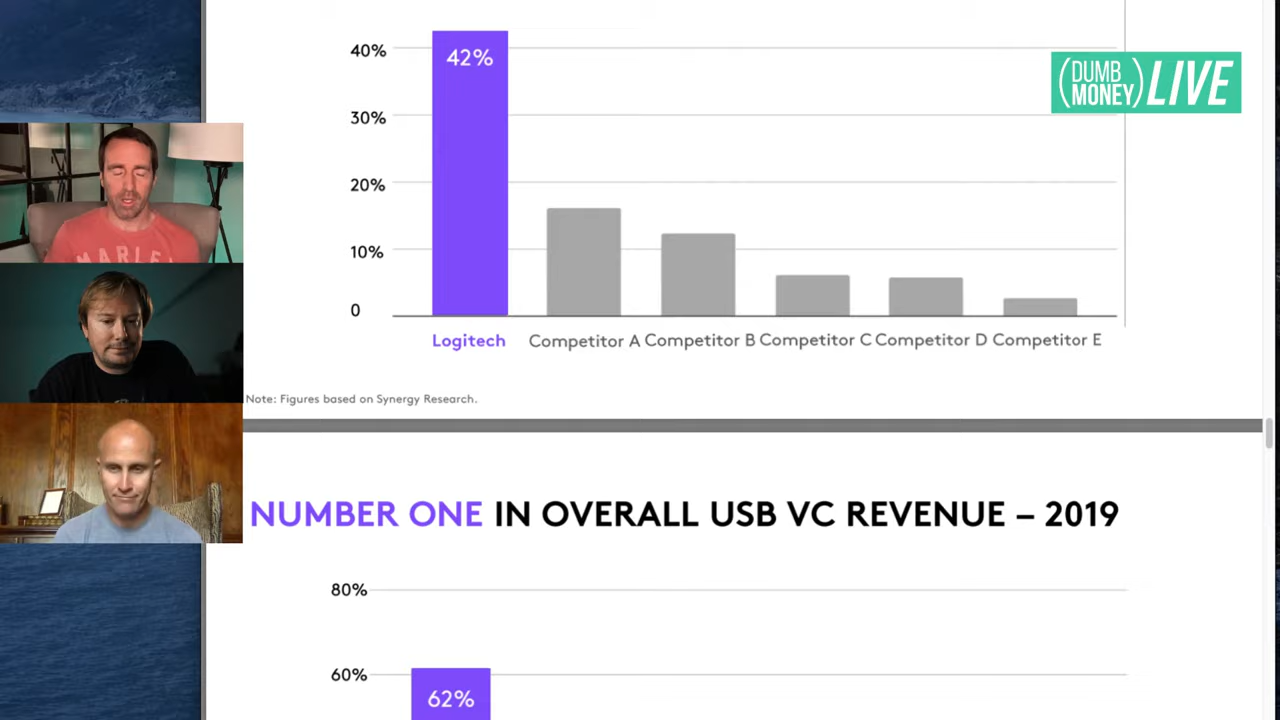 40%
42%
30%
20%
10%
0
Logitech
Competitor A
Competitor B
Competitor C
Competitor D
Competitor E
Note: Figures based on Synergy Research.
NUMBER ONE IN OVERALL USB VC REVENUE – 2019
80%
60%
62%
(DUMB
MONEY) LIVE